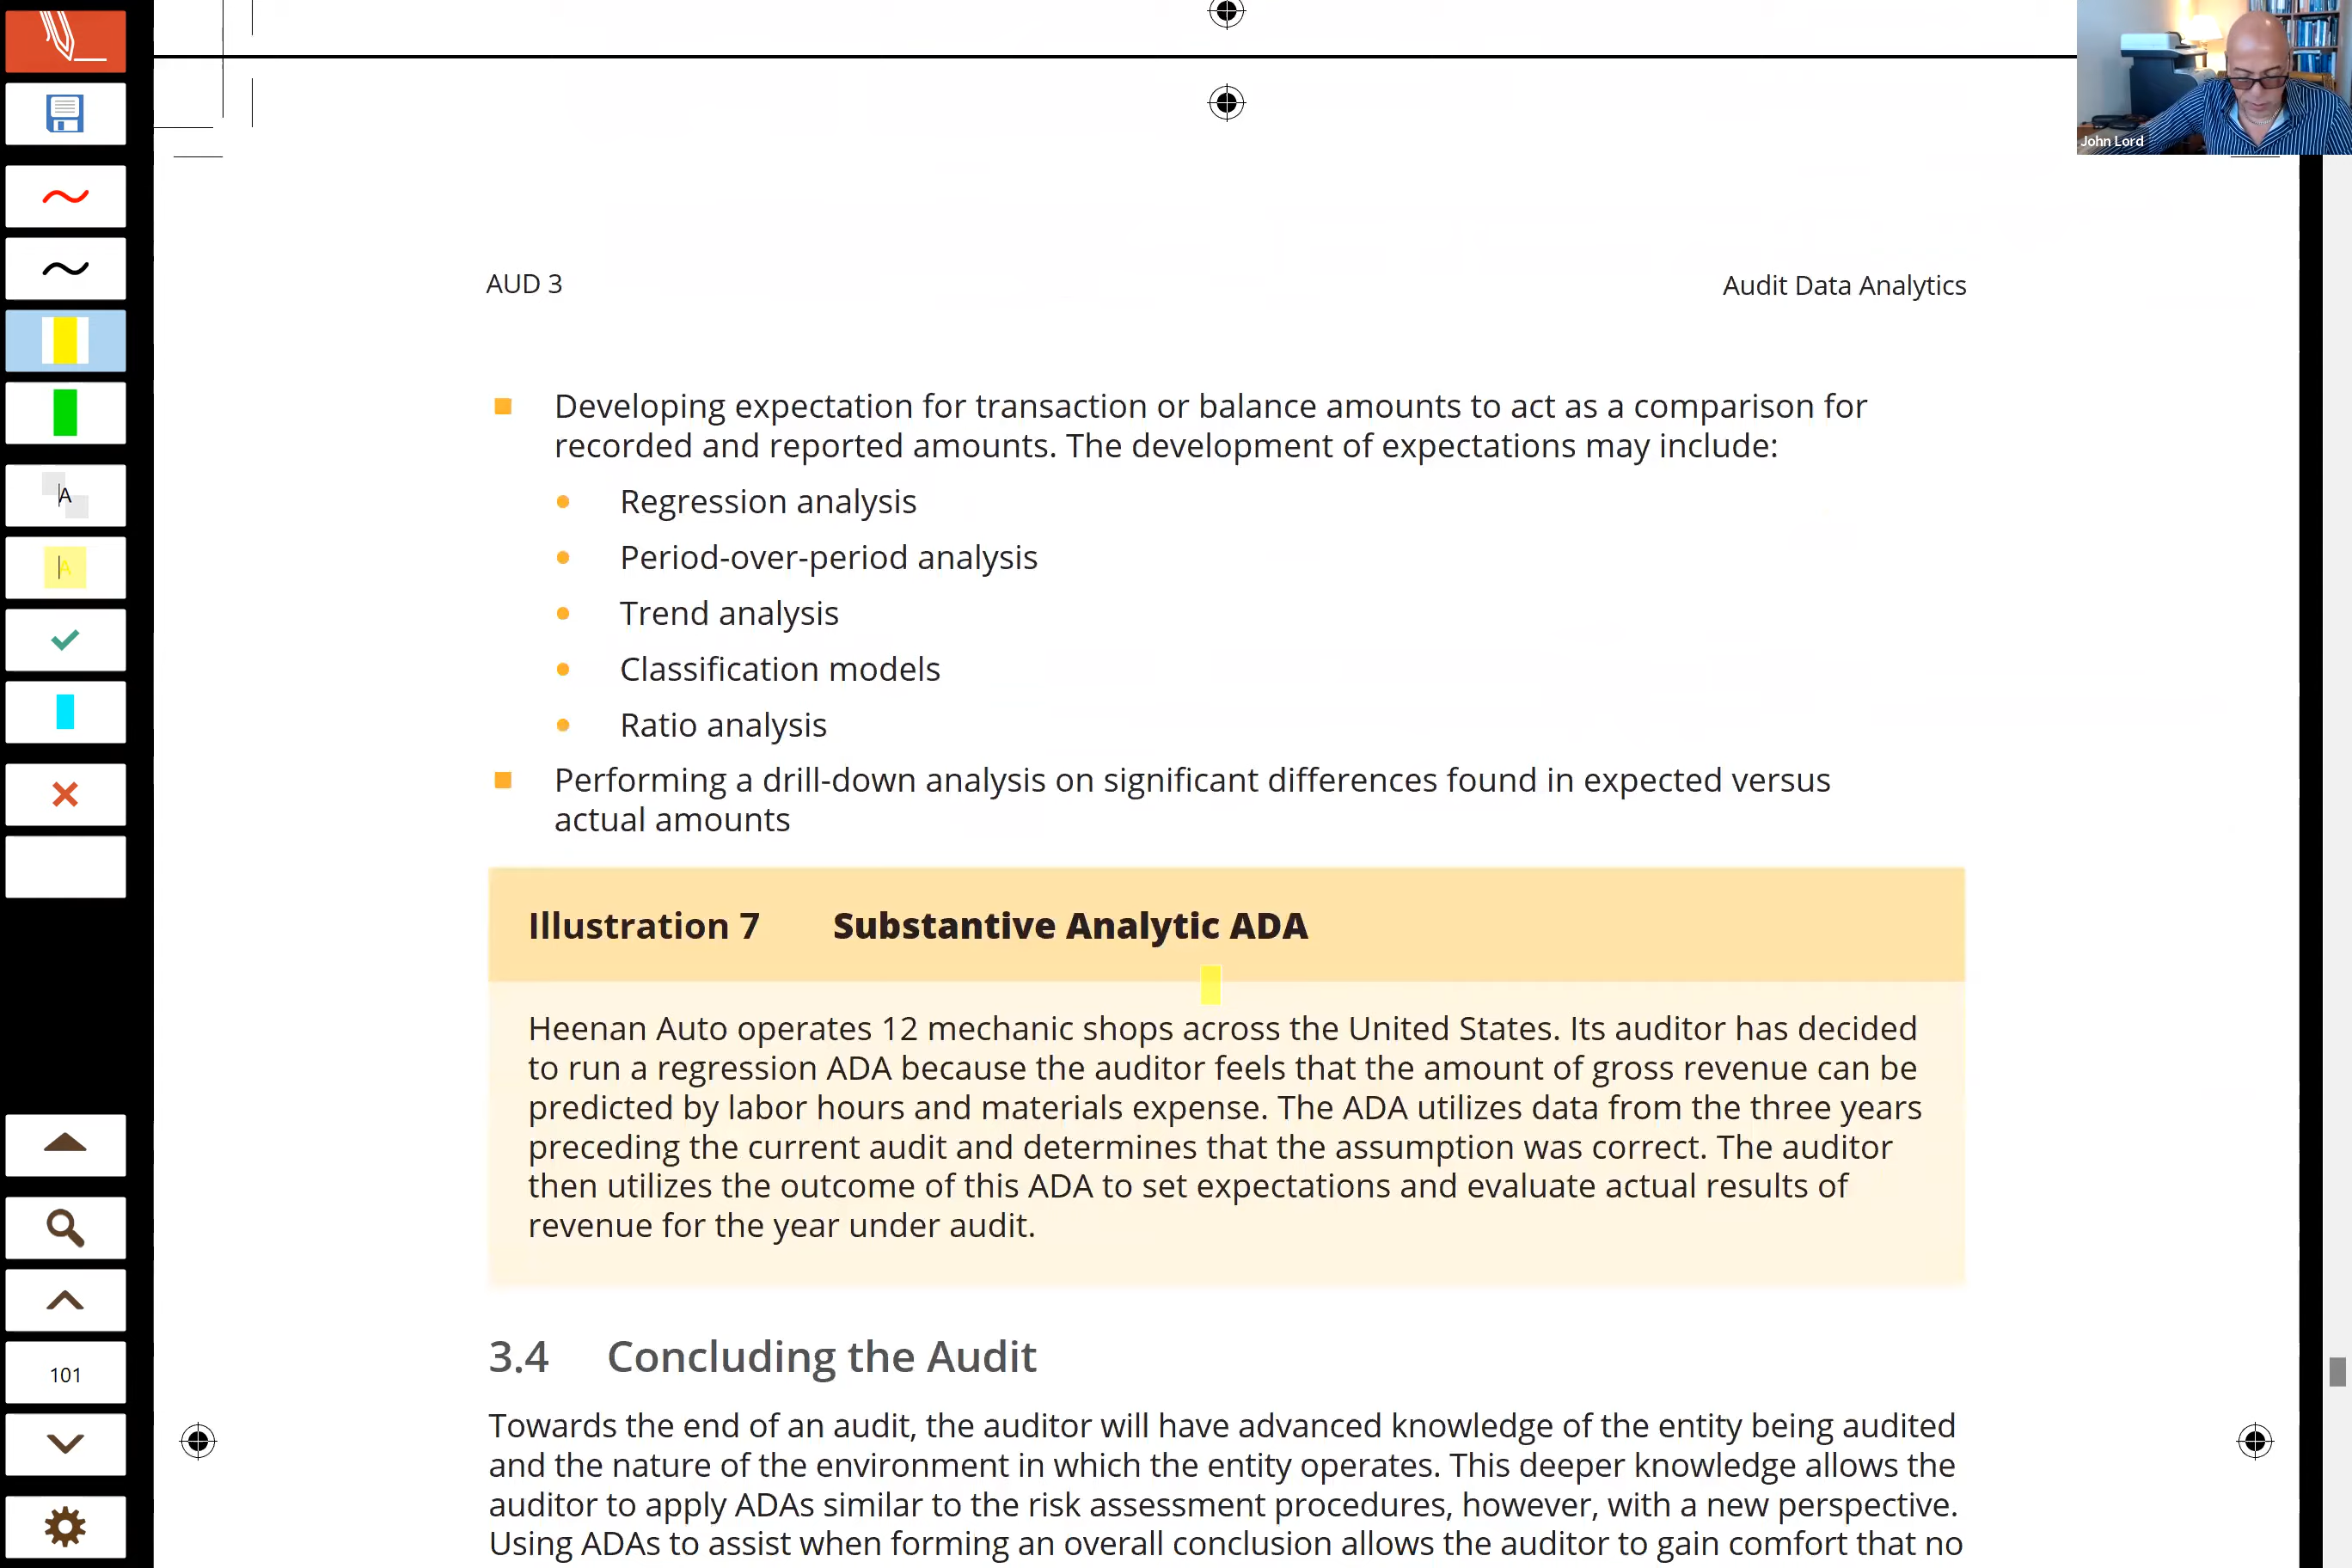 John Lord
AUD 3
Audit Data Analytics
Developing expectation for transaction or balance amounts to act as a comparison for
recorded and reported amounts. The development of expectations may include:
Regression analysis
Period-over-period analysis
Trend analysis
Classification models
Ratio analysis
Performing a drill-down analysis on significant differences found in expected versus
actual amounts
Illustration 7 Substantive Analytic ADA
Heenan Auto operates 12 mechanic shops across the United States. Its auditor has decided
to run a regression ADA because the auditor feels that the amount of gross revenue can be
predicted by labor hours and materials expense. The ADA utilizes data from the three years
preceding the current audit and determines that the assumption was correct. The auditor
then utilizes the outcome of this ADA to set expectations and evaluate actual results of
revenue for the year under audit.
3.4 Concluding the Audit
Towards the end of an audit, the auditor will have advanced knowledge of the entity being audited
and the nature of the environment in which the entity operates. This deeper knowledge allows the
auditor to apply ADAs similar to the risk assessment procedures, however, with a new perspective.
Using ADAs to assist when forming an overall conclusion allows the auditor to gain comfort that no
A
A
101